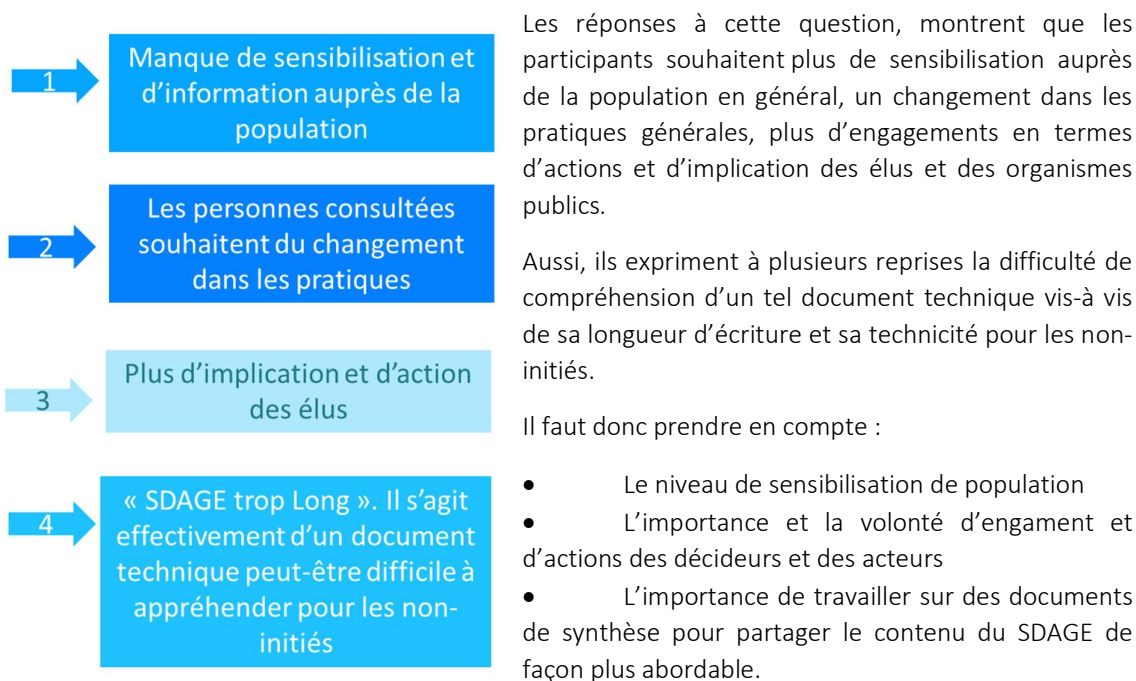 1
Manque de sensibilisation et
d'information auprès de la
population
2
Les personnes consultées
souhaitent du changement
dans les pratiques
3
Plus d'implication et d'action
des élus
4
« SDAGE trop Long ». Il s'agit
effectivement d'un document
technique peut-être difficile à
appréhender pour les non-
initiés
Les réponses à cette question, montrent que les
participants souhaitent plus de sensibilisation auprès
de la population en général, un changement dans les
pratiques générales, plus d'engagements en termes
d'actions et d'implication des élus et des organismes
publics.
Aussi, ils expriment à plusieurs reprises la difficulté de
compréhension d'un tel document technique vis-à vis
de sa longueur d'écriture et sa technicité pour les non-
initiés.
Il faut donc prendre en compte :
• Le niveau de sensibilisation de population
• L'importance et la volonté d'engament et
d'actions des décideurs et des acteurs
• L'importance de travailler sur des documents
de synthèse pour partager le contenu du SDAGE de
façon plus abordable.